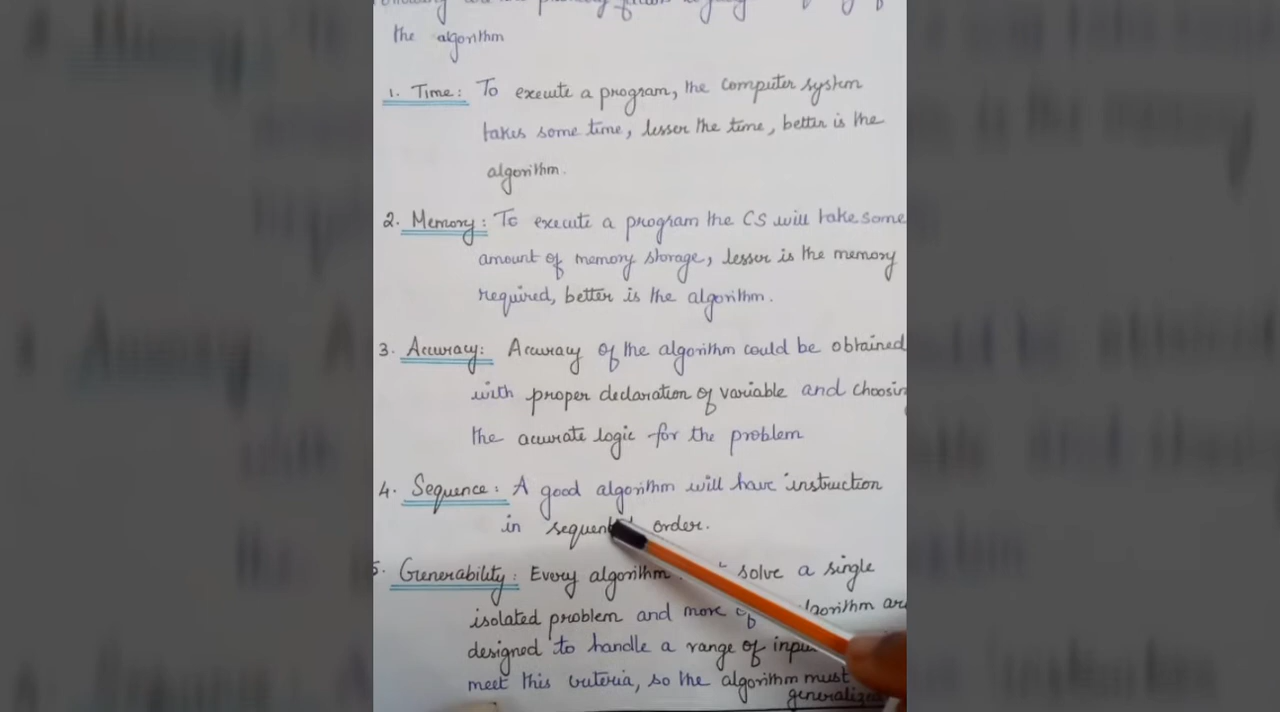 the algorithm
1. Time: To execute a program, the computer system
takes some time, lesser the time, better is the
algorithm.
2. Memory: To execute a program the CS will take some
amount of memory storage, lesser is the memory
required, better is the algorithm.
3. Accuracy: Accuracy of the algorithm could be obtained
with proper declaration of variable and choosin
the accurate logic for the problem
4. Sequence: A good algorithm will have instruction
in order.
5. Generability: Every algorithm solve a single
isolated problem and more of algorithm are
designed to handle a range of inpu
meet this criteria, so the algorithm must
generalized